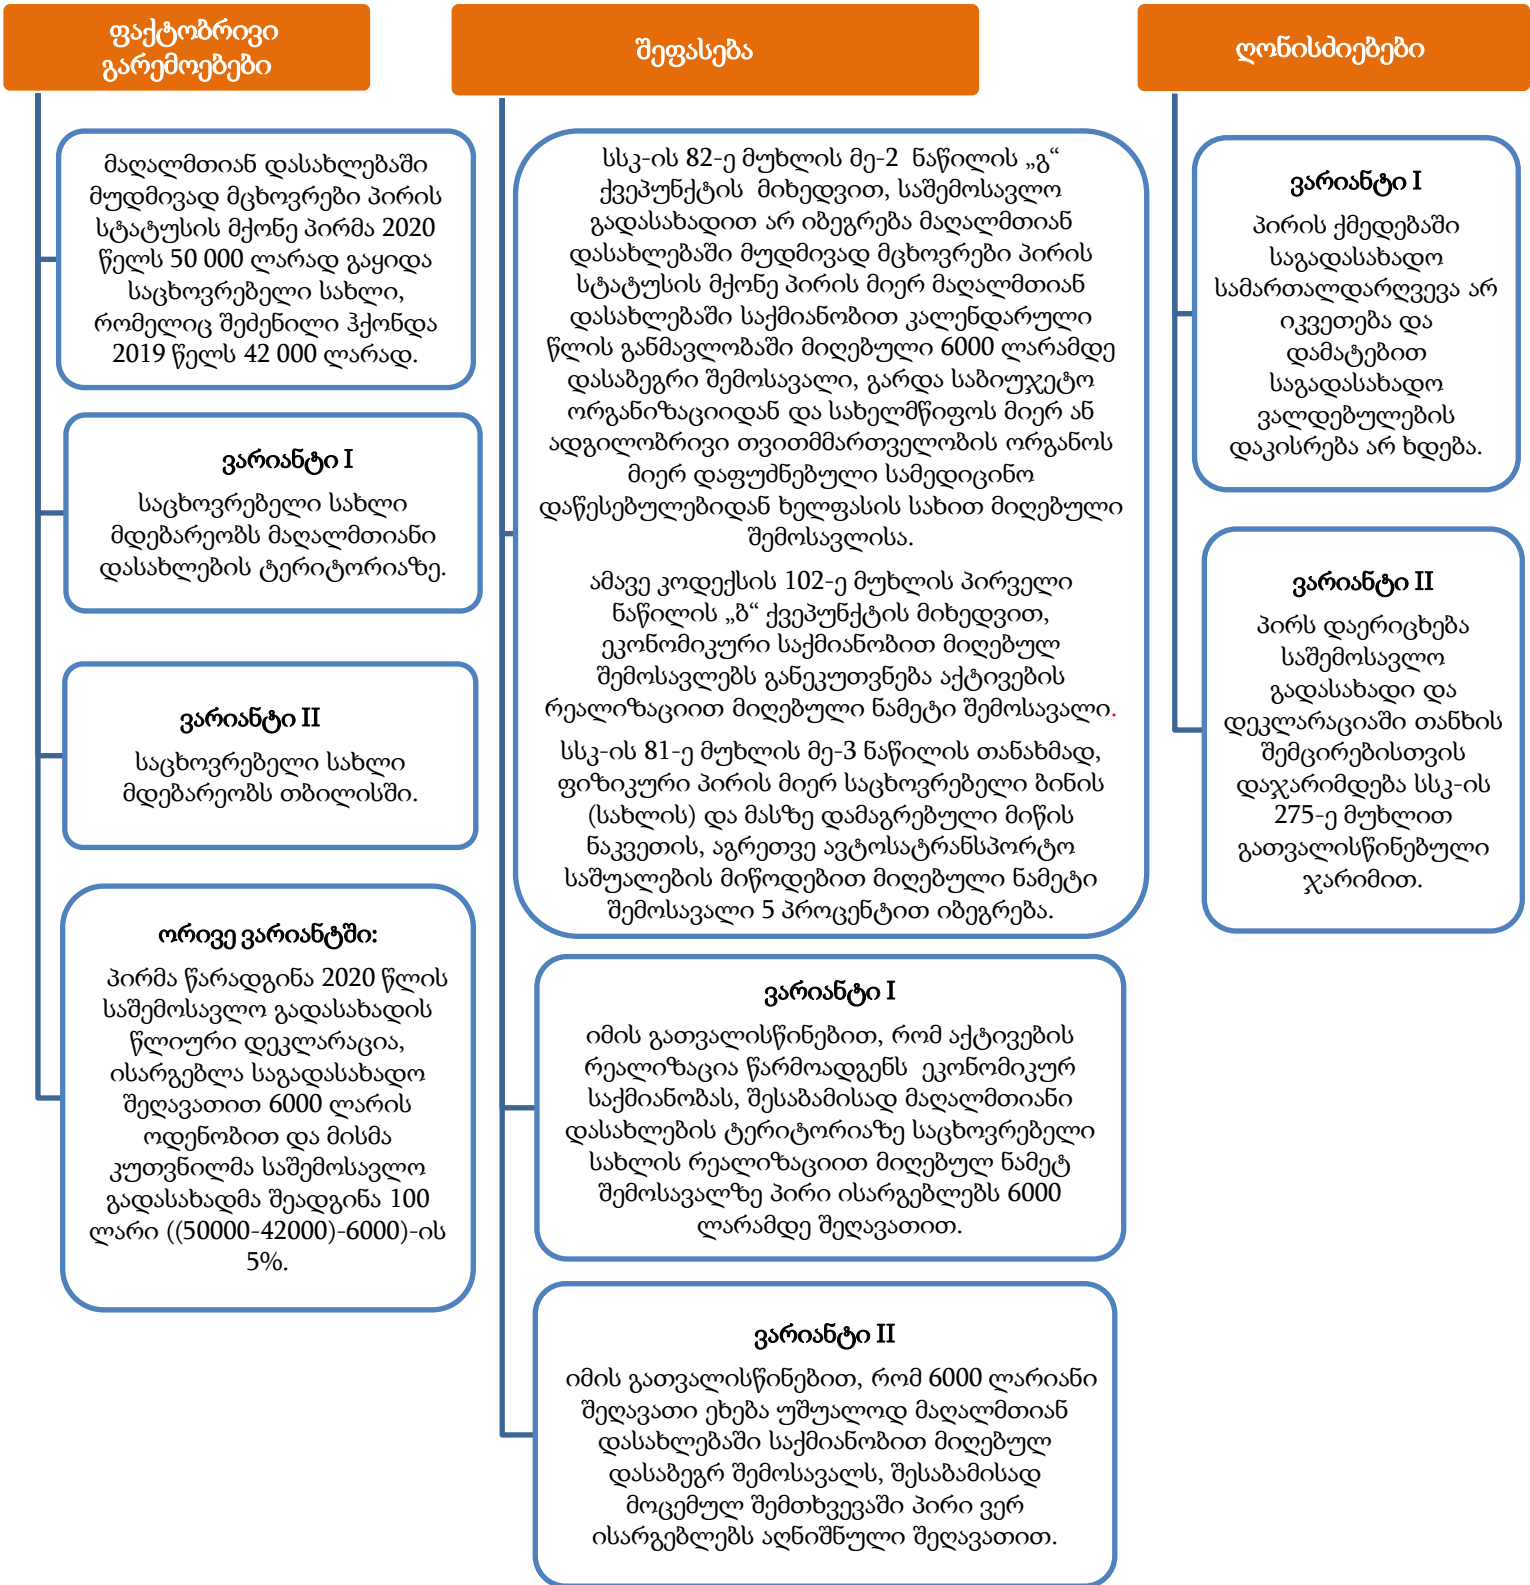 ფაქტობრივი
გარემოებები
მაღალმთიან დასახლებაში
მუდმივად მცხოვრები პირის
სტატუსის მქონე პირმა 2020
წელს 50 000 ლარად გაყიდა
საცხოვრებელი სახლი,
რომელიც შეძენილი ჰქონდა
2019 წელს 42 000 ლარად.
ვარიანტი I
საცხოვრებელი სახლი
მდებარეობს მაღალმთიანი
დასახლების ტერიტორიაზე.
ვარიანტი II
საცხოვრებელი სახლი
მდებარეობს თბილისში.
ორივე ვარიანტში:
პირმა წარადგინა 2020 წლის
საშემოსავლო გადასახადის
წლიური დეკლარაცია,
ისარგებლა საგადასახადო
შეღავათით 6000 ლარის
ოდენობით და მისმა
კუთვნილმა საშემოსავლო
გადასახადმა შეადგინა 100
ლარი ((50000-42000)-6000)-ის
5%.
შეფასება
სსკ-ის 82-ე მუხლის მე-2 ნაწილის „გ“
ქვეპუნქტის მიხედვით, საშემოსავლო
გადასახადით არ იბეგრება მაღალმთიან
დასახლებაში მუდმივად მცხოვრები პირის
სტატუსის მქონე პირის მიერ მაღალმთიან
დასახლებაში საქმიანობით კალენდარული
წლის განმავლობაში მიღებული 6000 ლარამდე
დასაბეგრი შემოსავალი, გარდა საბიუჯეტო
ორგანიზაციიდან და სახელმწიფოს მიერ ან
ადგილობრივი თვითმმართველობის ორგანოს
მიერ დაფუძნებული სამედიცინო
დაწესებულებიდან ხელფასის სახით მიღებული
შემოსავლისა.
ამავე კოდექსის 102-ე მუხლის პირველი
ნაწილის „ბ“ ქვეპუნქტის მიხედვით,
ეკონომიკური საქმიანობით მიღებულ
შემოსავლებს განეკუთვნება აქტივების
რეალიზაციით მიღებული ნამეტი შემოსავალი.
სსკ-ის 81-ე მუხლის მე-3 ნაწილის თანახმად,
ფიზიკური პირის მიერ საცხოვრებელი ბინის
(სახლის) და მასზე დამაგრებული მიწის
ნაკვეთის, აგრეთვე ავტოსატრანსპორტო
საშუალების მიწოდებით მიღებული ნამეტი
შემოსავალი 5 პროცენტით იბეგრება.
ვარიანტი I
იმის გათვალისწინებით, რომ აქტივების
რეალიზაცია წარმოადგენს ეკონომიკურ
საქმიანობას, შესაბამისად მაღალმთიანი
დასახლების ტერიტორიაზე საცხოვრებელი
სახლის რეალიზაციით მიღებულ ნამეტ
შემოსავალზე პირი ისარგებლებს 6000
ლარამდე შეღავათით.
ვარიანტი II
იმის გათვალისწინებით, რომ 6000 ლარიანი
შეღავათი ეხება უშუალოდ მაღალმთიან
დასახლებაში საქმიანობით მიღებულ
დასაბეგრ შემოსავალს, შესაბამისად
მოცემულ შემთხვევაში პირი ვერ
ისარგებლებს აღნიშნული შეღავათით.
ღონისძიებები
ვარიანტი I
პირის ქმედებაში
საგადასახადო
სამართალდარღვევა არ
იკვეთება და
დამატებით
საგადასახადო
ვალდებულების
დაკისრება არ ხდება.
ვარიანტი II
პირს დაერიცხება
საშემოსავლო
გადასახადი და
დეკლარაციაში თანხის
შემცირებისთვის
დაჯარიმდება სსკ-ის
275-ე მუხლით
გათვალისწინებული
ჯარიმით.